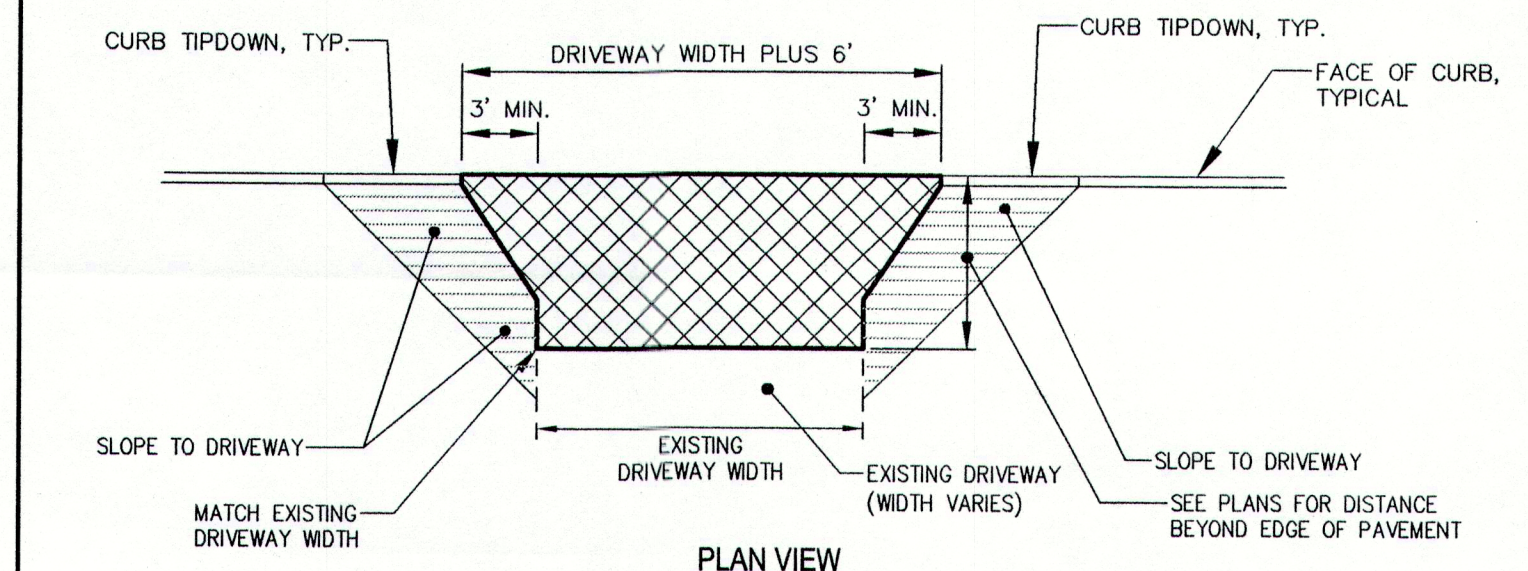 CURB TIPDOWN, TYP.
DRIVEWAY WIDTH PLUS 6'
CURB TIPDOWN, TYP.
FACE OF CURB,
TYPICAL
3' MIN.
3' MIN.
SLOPE TO DRIVEWAY
MATCH EXISTING
DRIVEWAY WIDTH
EXISTING
DRIVEWAY WIDTH
EXISTING DRIVEWAY
(WIDTH VARIES)
SLOPE TO DRIVEWAY
SEE PLANS FOR DISTANCE
BEYOND EDGE OF PAVEMENT
PLAN VIEW